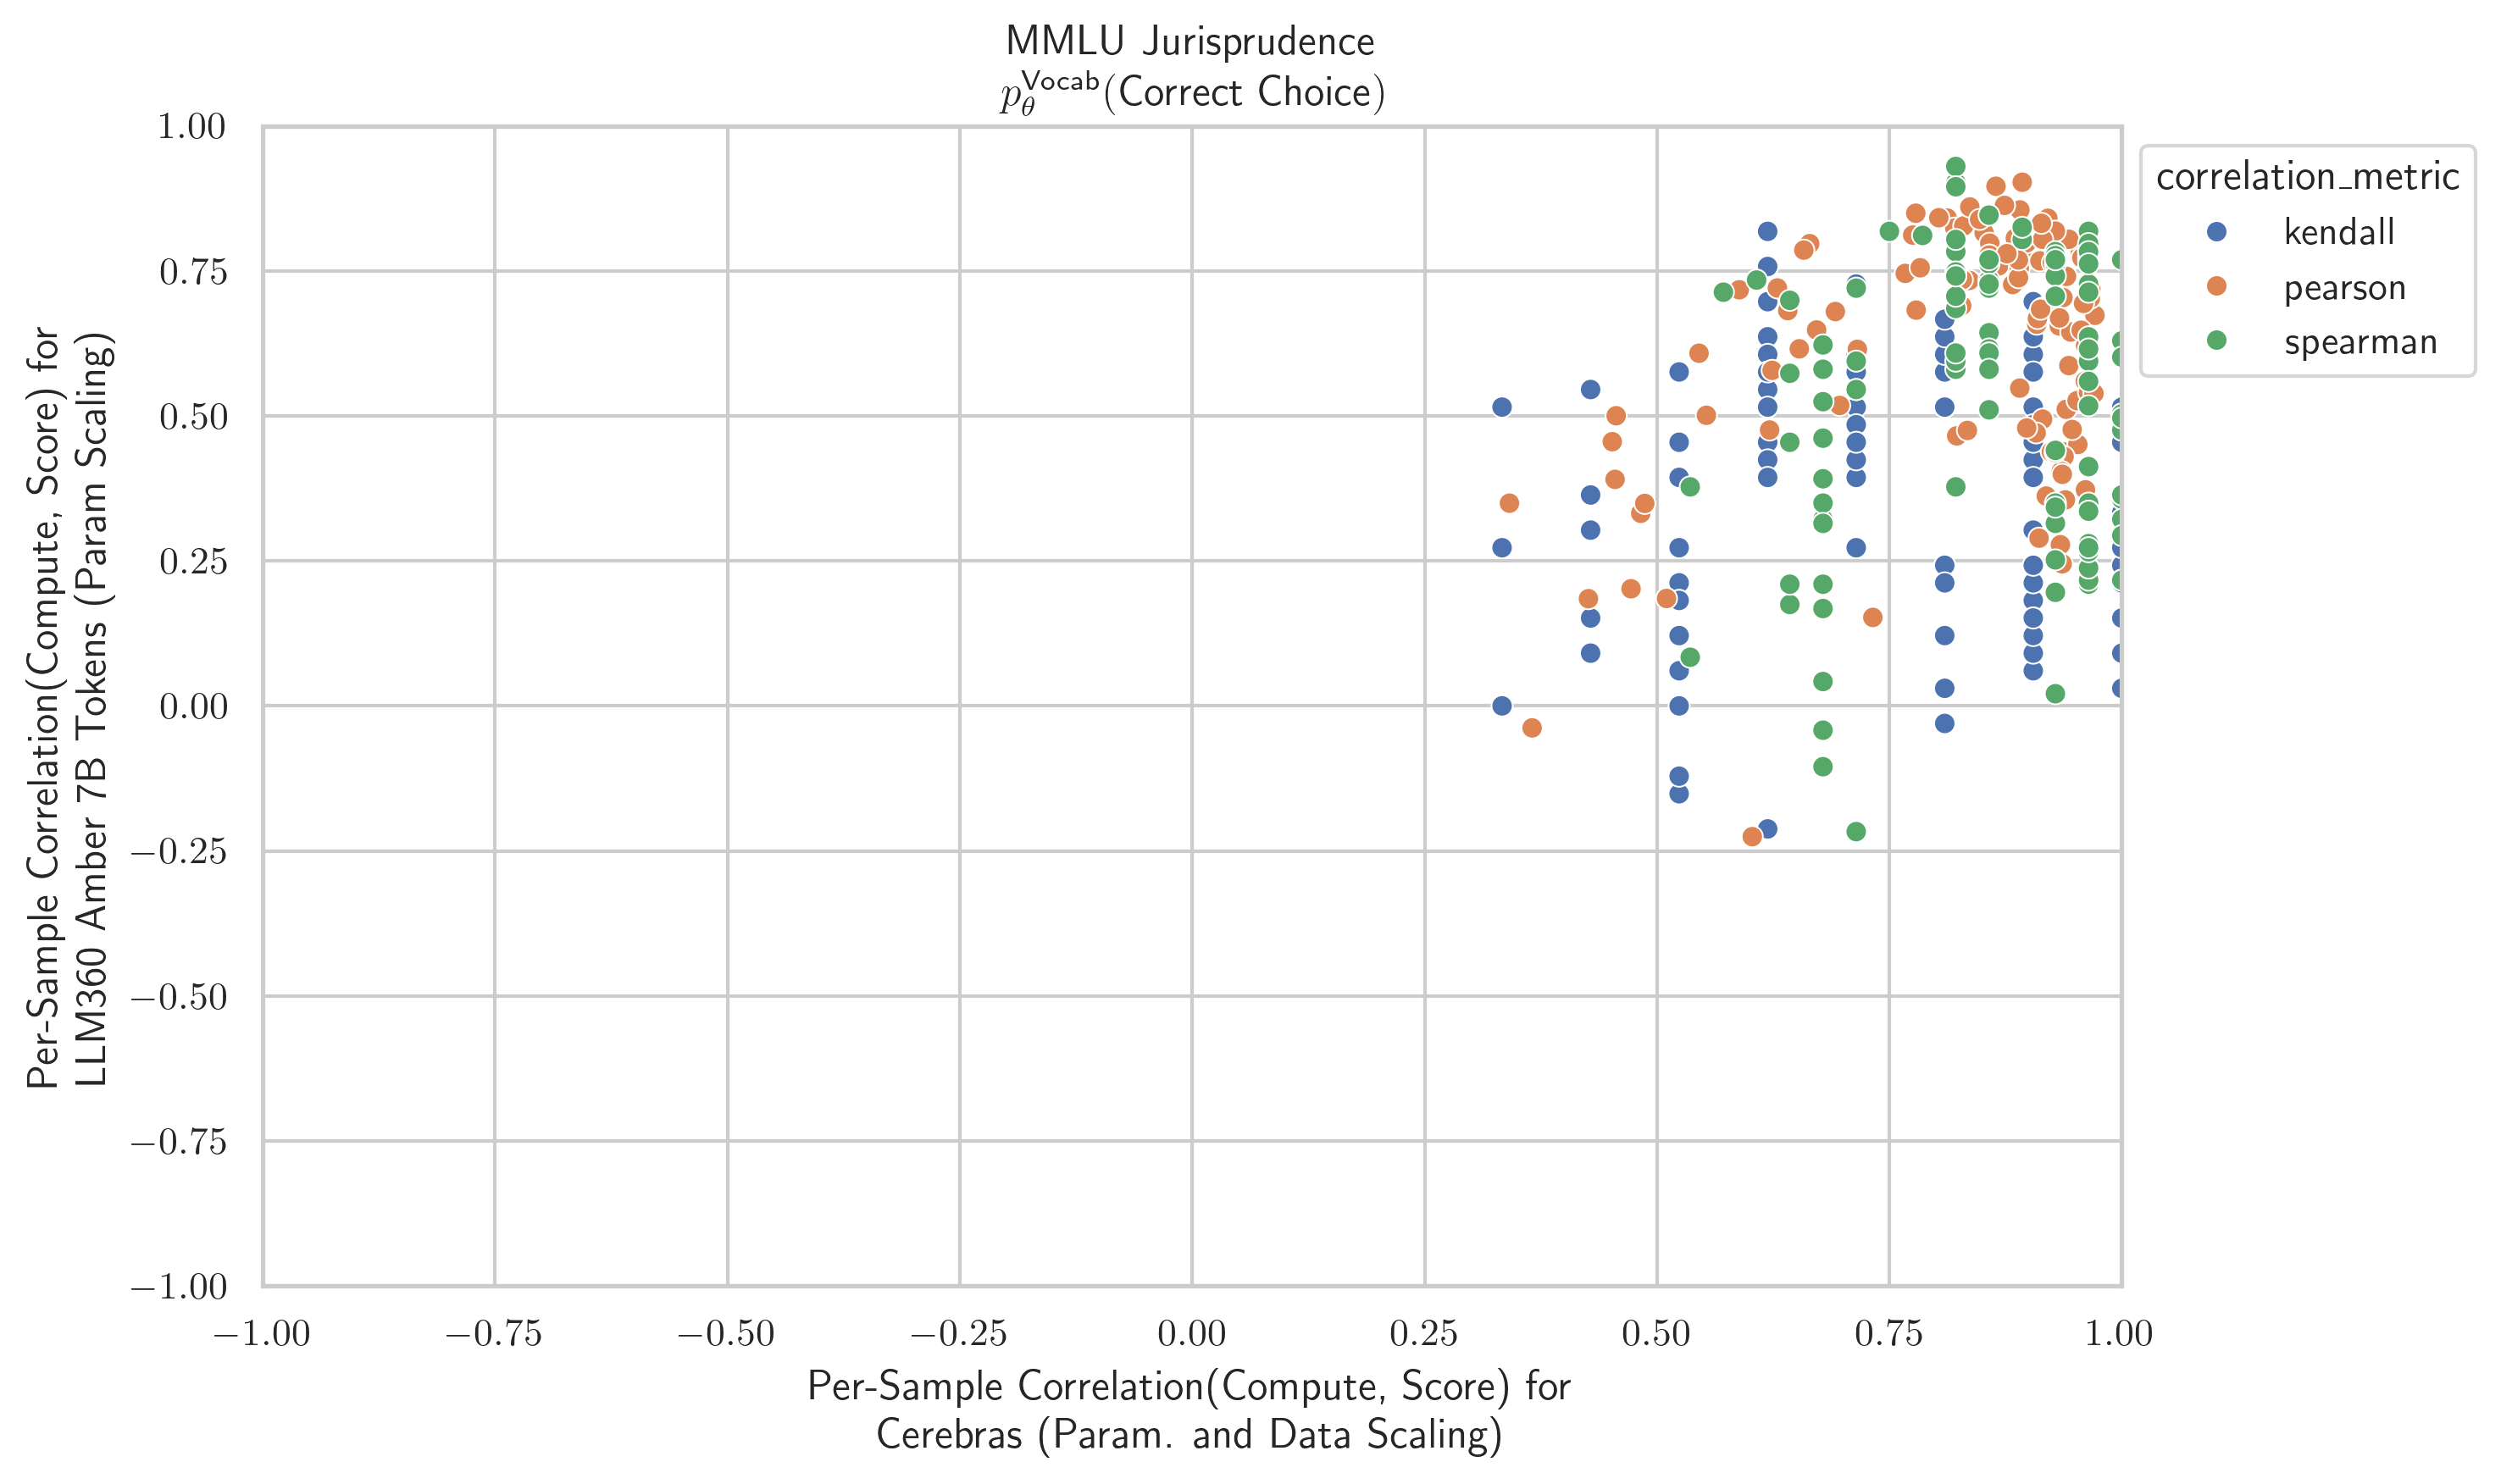 MMLU Jurisprudence
p_θ^Vocab(Correct Choice)
1.00
0.75
0.50
0.25
0.00
−0.25
−0.50
−0.75
−1.00
Per-Sample Correlation(Compute, Score) for
LLM360 Amber 7B Tokens (Param Scaling)
−1.00 −0.75 −0.50 −0.25 0.00 0.25 0.50 0.75 1.00
Per-Sample Correlation(Compute, Score) for
Cerebras (Param. and Data Scaling)
correlation_metric
kendall
pearson
spearman